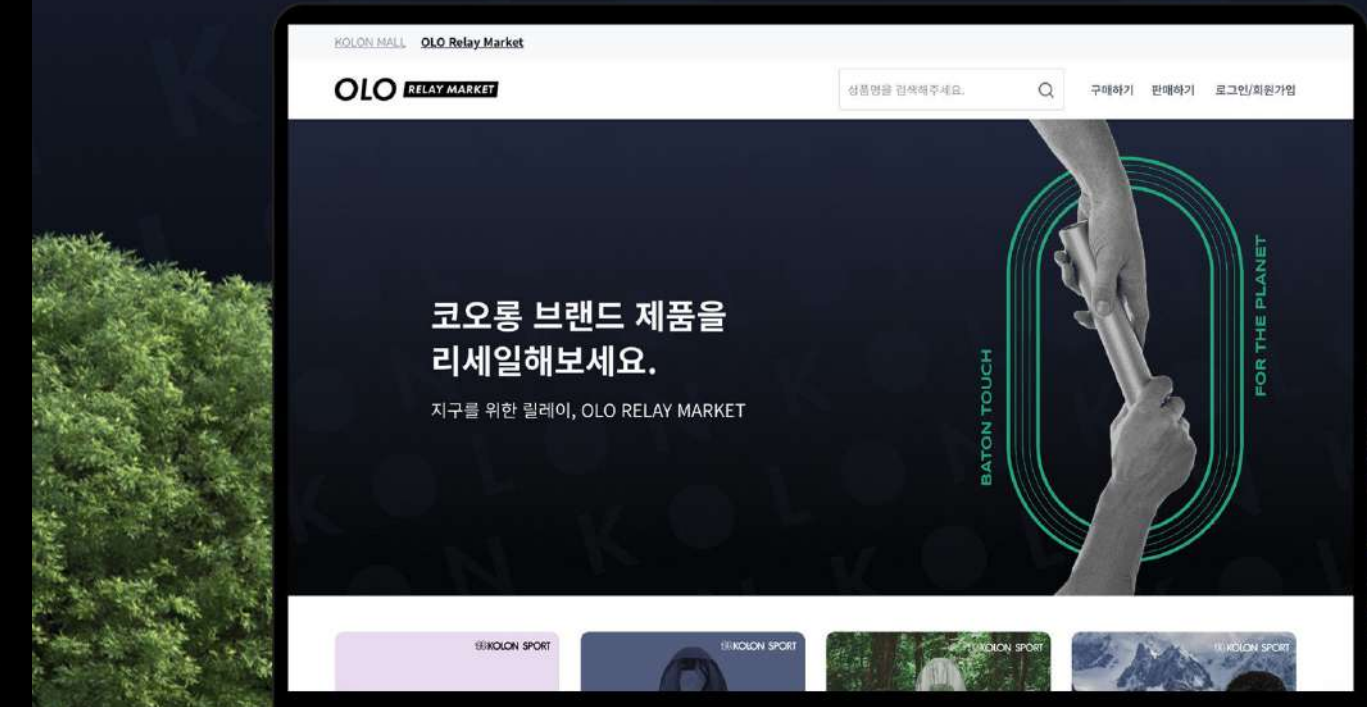 KOLON MALL OLO Relay Market
OLO RELAY MARKET
상품명을 검색해주세요.
구매하기 판매하기 로그인/회원가입
코오롱 브랜드 제품을
리세일해보세요.
지구를 위한 릴레이, OLO RELAY MARKET
BATON TOUCH
FOR THE PLANET
KOLON SPORT
KOLON SPORT
KOLON SPORT
KOLON SPORT